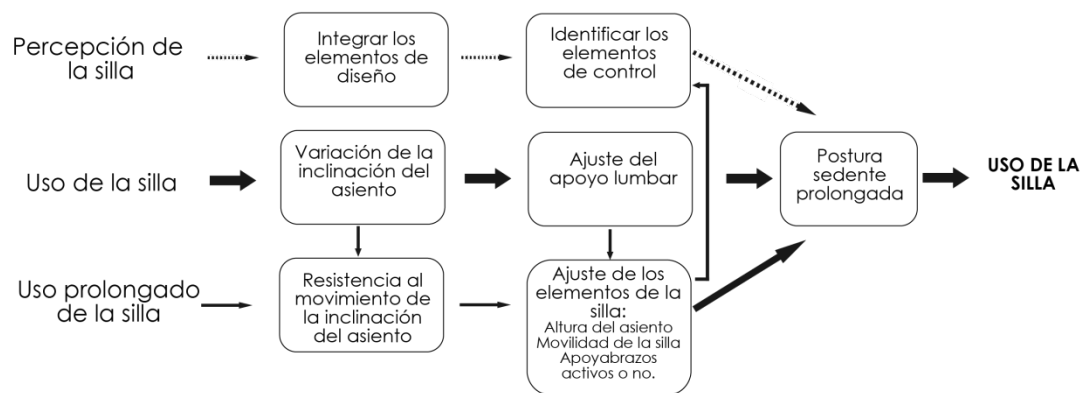 Percepción de
la silla
Integrar los
elementos de
diseño
Identificar los
elementos
de control
Uso de la silla
Variación de la
inclinación del
asiento
Ajuste del
apoyo lumbar
Postura
sedente
prolongada
USO DE LA
SILLA
Uso prolongado
de la silla
Resistencia al
movimiento de
la inclinación
del asiento
Ajuste de los
elementos de la
silla:
Altura del asiento
Movilidad de la silla
Apoyabrazos
activos o no.